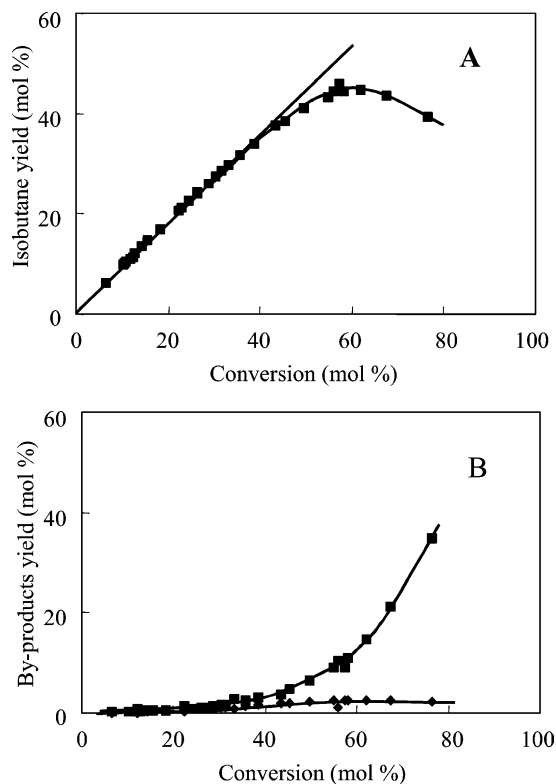 60
A
40
Isobutane yield (mol %)
20
0
0 20 40 60 80 100
Conversion (mol %)
60
B
40
By-products yield (mol %)
20
0
0 20 40 60 80 100
Conversion (mol %)